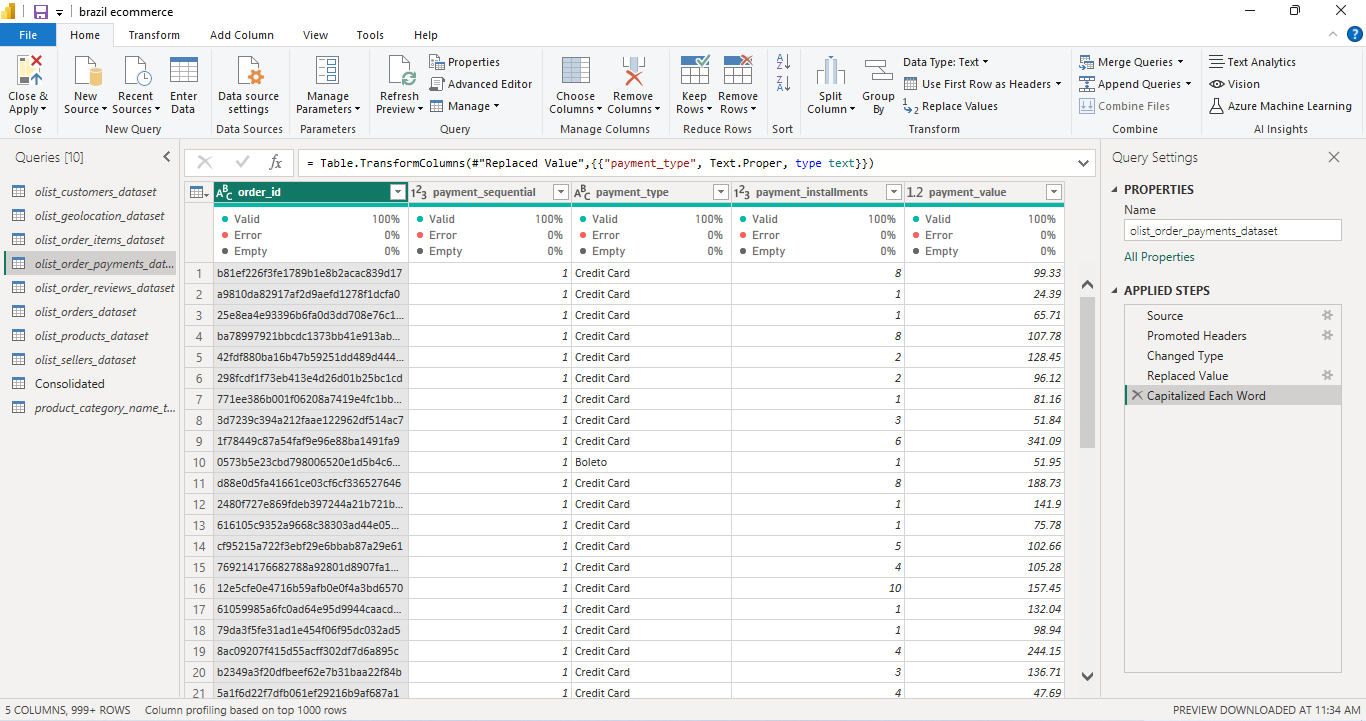 brazil ecommerce
File Home Transform Add Column View Tools Help
Close & Apply New Source Recent Sources Enter Data Data source settings Manage Parameters Refresh Preview Properties Advanced Editor Manage Choose Columns Remove Columns Keep Rows Remove Rows Split Column Group By Data Type: Text Use First Row as Headers Replace Values Merge Queries Append Queries Combine Files Text Analytics Vision Azure Machine Learning
Close New Query Data Sources Parameters Query Manage Columns Reduce Rows Sort Transform Combine AI Insights
Queries [10]
olist_customers_dataset
olist_geolocation_dataset
olist_order_items_dataset
olist_order_payments_dat...
olist_order_reviews_dataset
olist_orders_dataset
olist_products_dataset
olist_sellers_dataset
Consolidated
product_category_name_t...
fx = Table.TransformColumns(#"Replaced Value",{{"payment_type", Text.Proper, type text}})
ABC order_id 123 payment_sequential ABC payment_type 123 payment_installments 1.2 payment_value
Valid 100% Valid 100% Valid 100% Valid 100% Valid 100%
Error 0% Error 0% Error 0% Error 0% Error 0%
Empty 0% Empty 0% Empty 0% Empty 0% Empty 0%
1 b81ef226f3fe1789b1e8b2acac839d17 1 Credit Card 8 99.33
2 a9810da82917af2d9aefd1278f1dcfa0 1 Credit Card 1 24.39
3 25e8ea4e93396b6fa0d3dd708e76c1... 1 Credit Card 1 65.71
4 ba78997921bbcdc1373bb41e913ab... 1 Credit Card 8 107.78
5 42fdf880ba16b47b59251dd489d444... 1 Credit Card 2 128.45
6 298fcdf1f73eb413e4d26d01b25bc1cd 1 Credit Card 2 96.12
7 771ee386b001f06208a7419e4fc1bb... 1 Credit Card 1 81.16
8 3d7239c394a212faae122962df514ac7 1 Credit Card 3 51.84
9 1f78449c87a54faf9e96e88ba1491fa9 1 Credit Card 6 341.09
10 0573b5e23cbd798006520e1d5b4c6... 1 Boleto 1 51.95
11 d88e0d5fa41661ce03cf6cf336527646 1 Credit Card 8 188.73
12 2480f727e869fdeb397244a21b721b... 1 Credit Card 1 141.9
13 616105c9352a9668c38303ad44e05... 1 Credit Card 1 75.78
14 cf95215a722f3ebf29e6bbab87a29e61 1 Credit Card 5 102.66
15 769214176682788a92801d8907fa1... 1 Credit Card 4 105.28
16 12e5cfe0e4716b59afb0e0f4a3bd6570 1 Credit Card 10 157.45
17 61059985a6fc0ad64e95d9944caacd... 1 Credit Card 1 132.04
18 79da3f5fe31ad1e454f06f95dc032ad5 1 Credit Card 1 98.94
19 8ac09207f415d55acff302df7d6a895c 1 Credit Card 4 244.15
20 b2349a3f20dfbeef62e7b31baa22f84b 1 Credit Card 3 136.71
21 5a1f6d22f7dfb061ef29216b9af687a1 1 Credit Card 4 47.69
Query Settings
PROPERTIES
Name
olist_order_payments_dataset
All Properties
APPLIED STEPS
Source
Promoted Headers
Changed Type
Replaced Value
Capitalized Each Word
5 COLUMNS, 999+ ROWS Column profiling based on top 1000 rows PREVIEW DOWNLOADED AT 11:34 AM